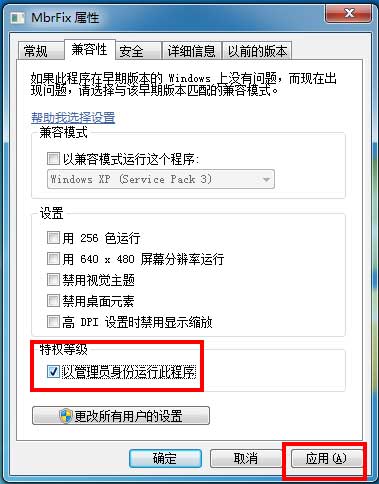 MbrFix 属性
常规 兼容性 安全 详细信息 以前的版本
如果此程序在早期版本的 Windows 上没有问题，而现在出
现问题，请选择与该早期版本匹配的兼容模式。
帮助我选择设置
兼容模式
以兼容模式运行这个程序:
Windows XP (Service Pack 3)
设置
用 256 色运行
用 640 x 480 屏幕分辨率运行
禁用视觉主题
禁用桌面元素
高 DPI 设置时禁用显示缩放
特权等级
以管理员身份运行此程序
更改所有用户的设置
确定 取消 应用(A)